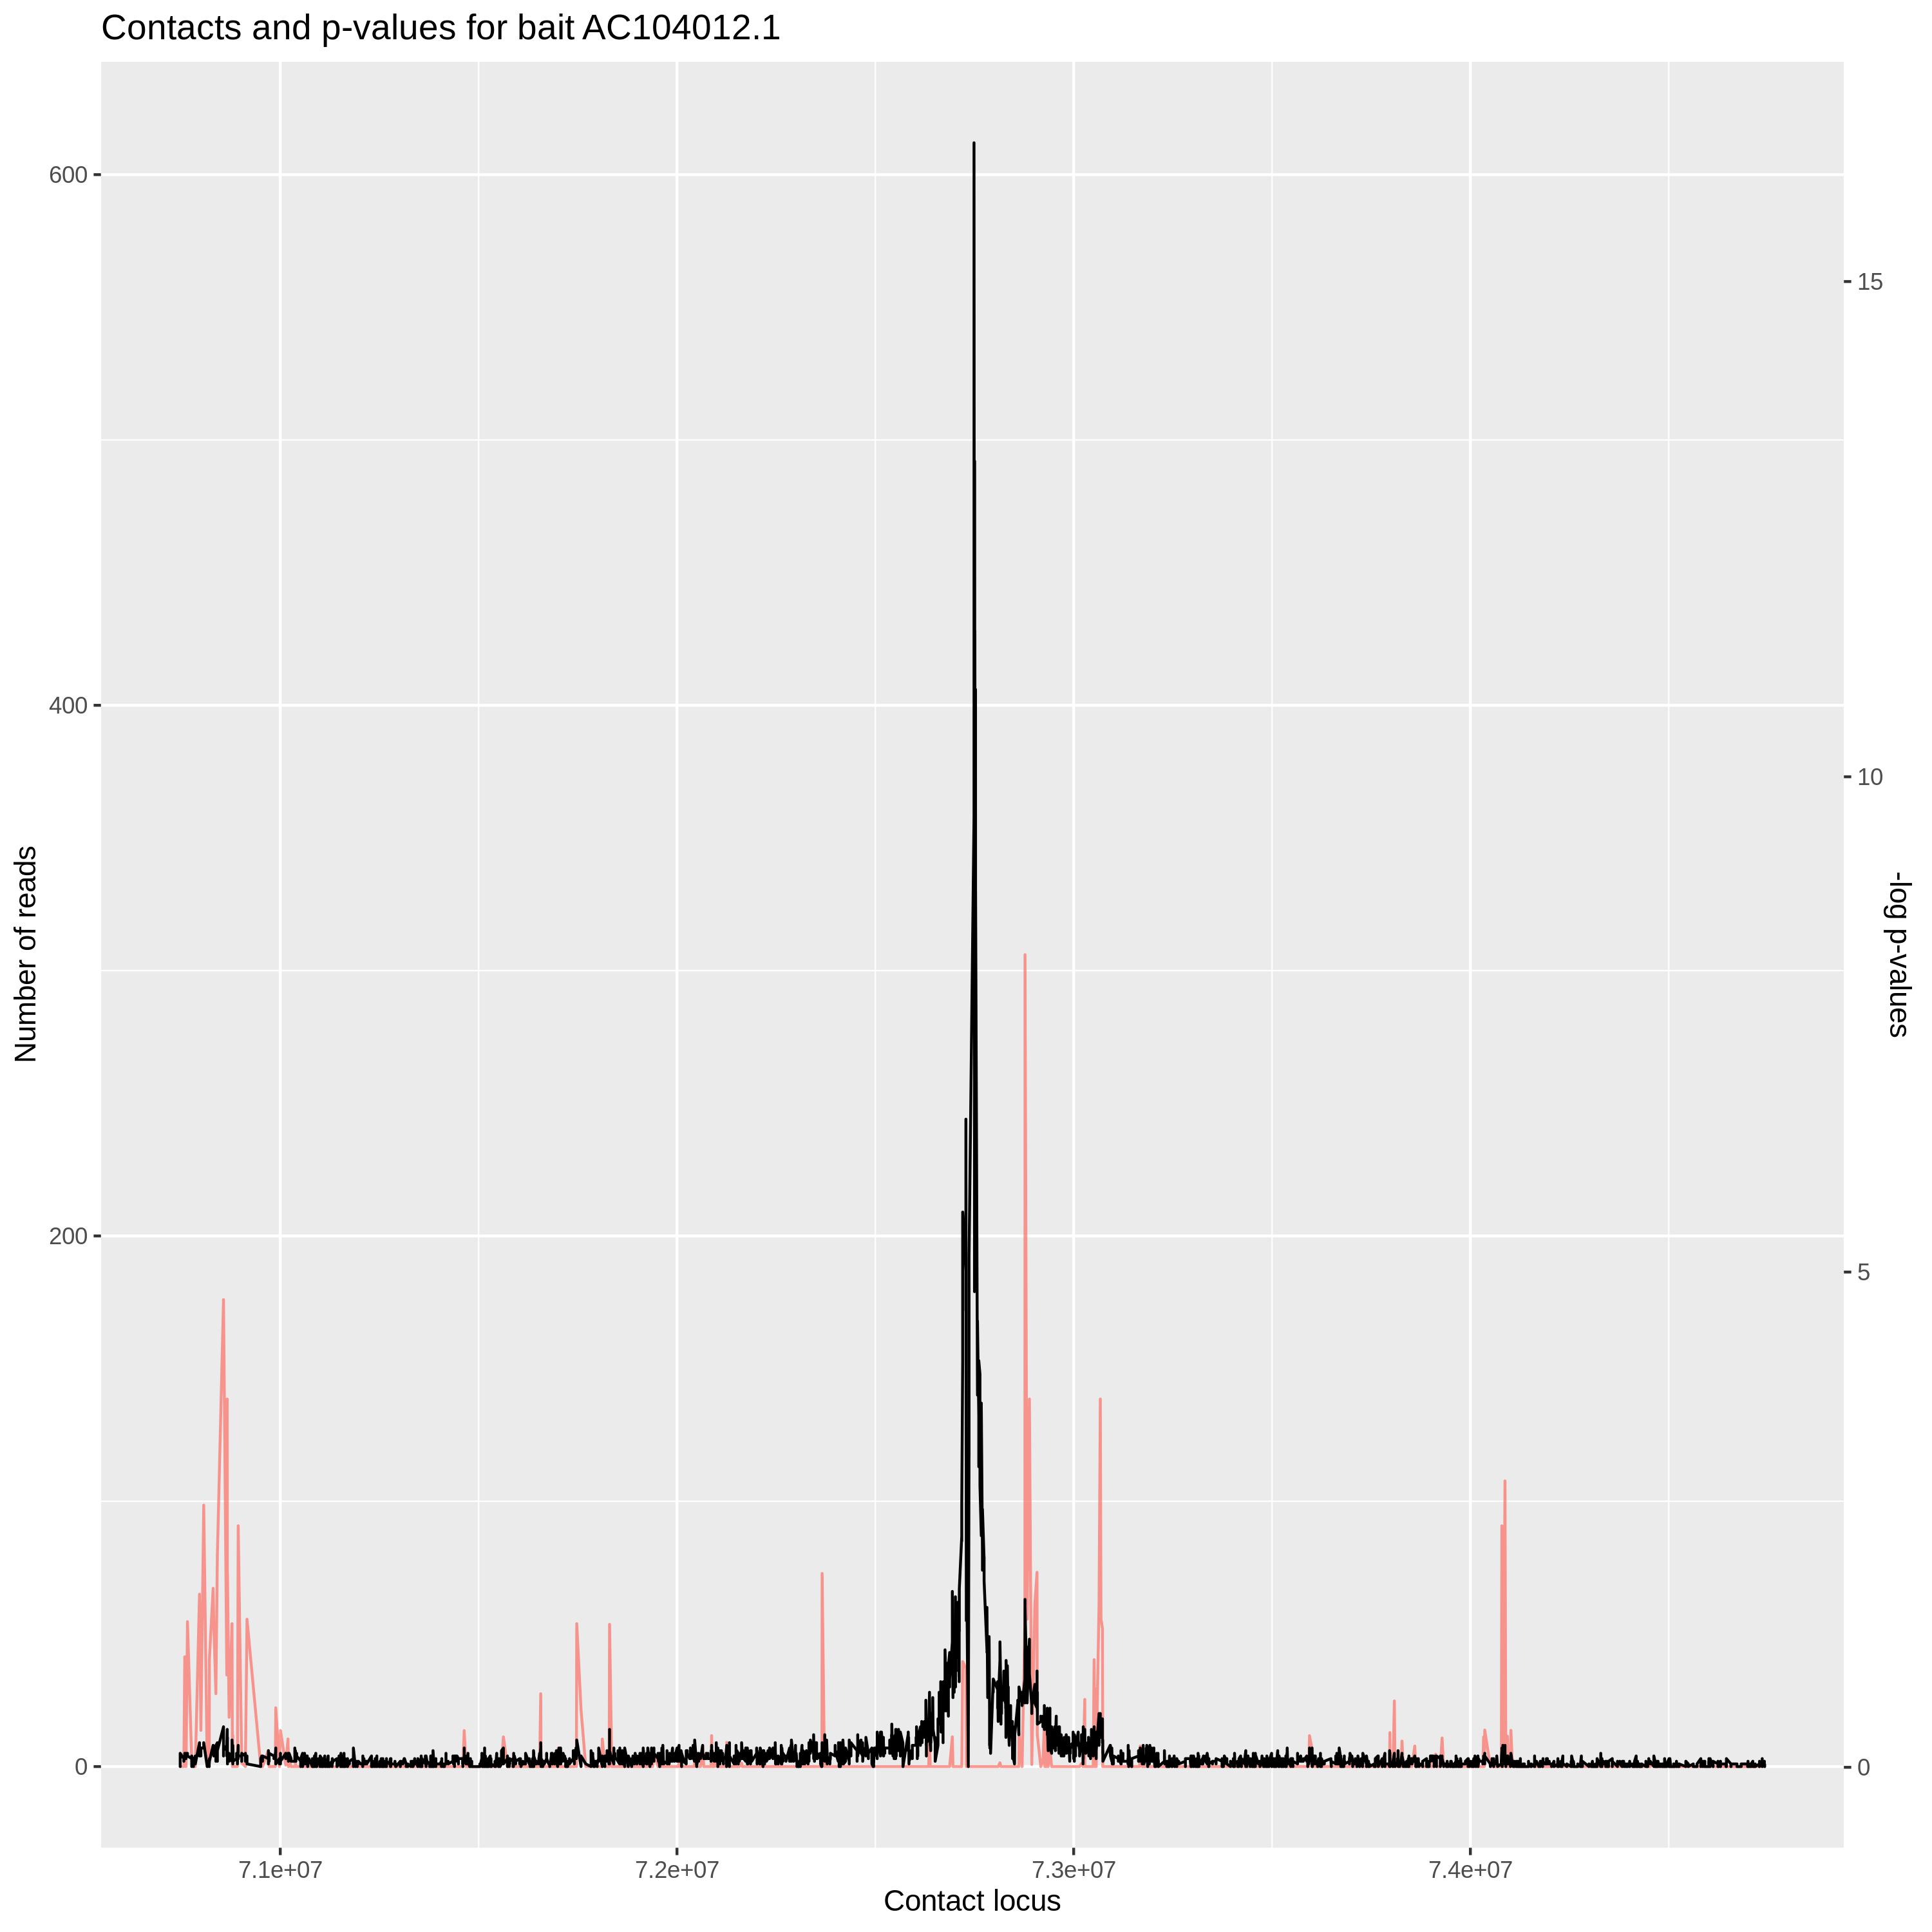 Contacts and p-values for bait AC104012.1
600
400
200
0
15
10
5
0
Number of reads
-log p-values
7.1e+07
7.2e+07
7.3e+07
7.4e+07
Contact locus